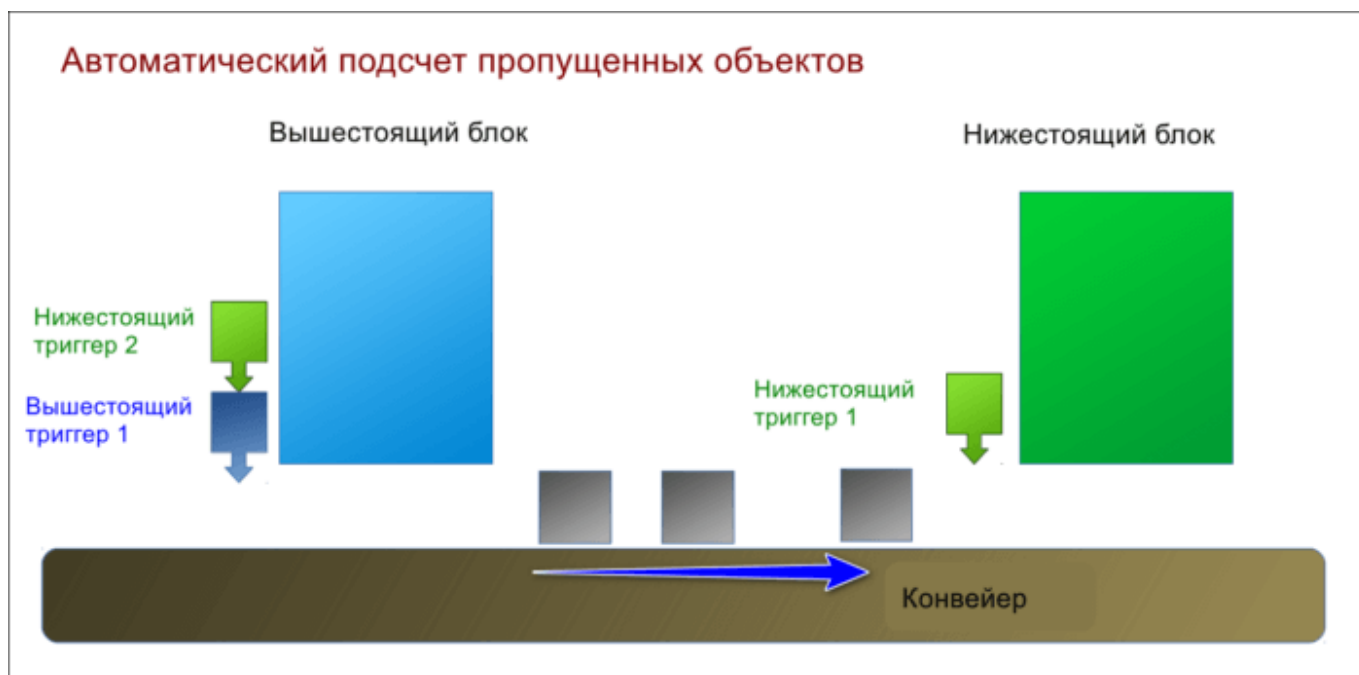 Автоматический подсчет пропущенных объектов
Вышестоящий блок
Нижестоящий блок
Нижестоящий
триггер 2
Вышестоящий
триггер 1
Нижестоящий
триггер 1
Конвейер